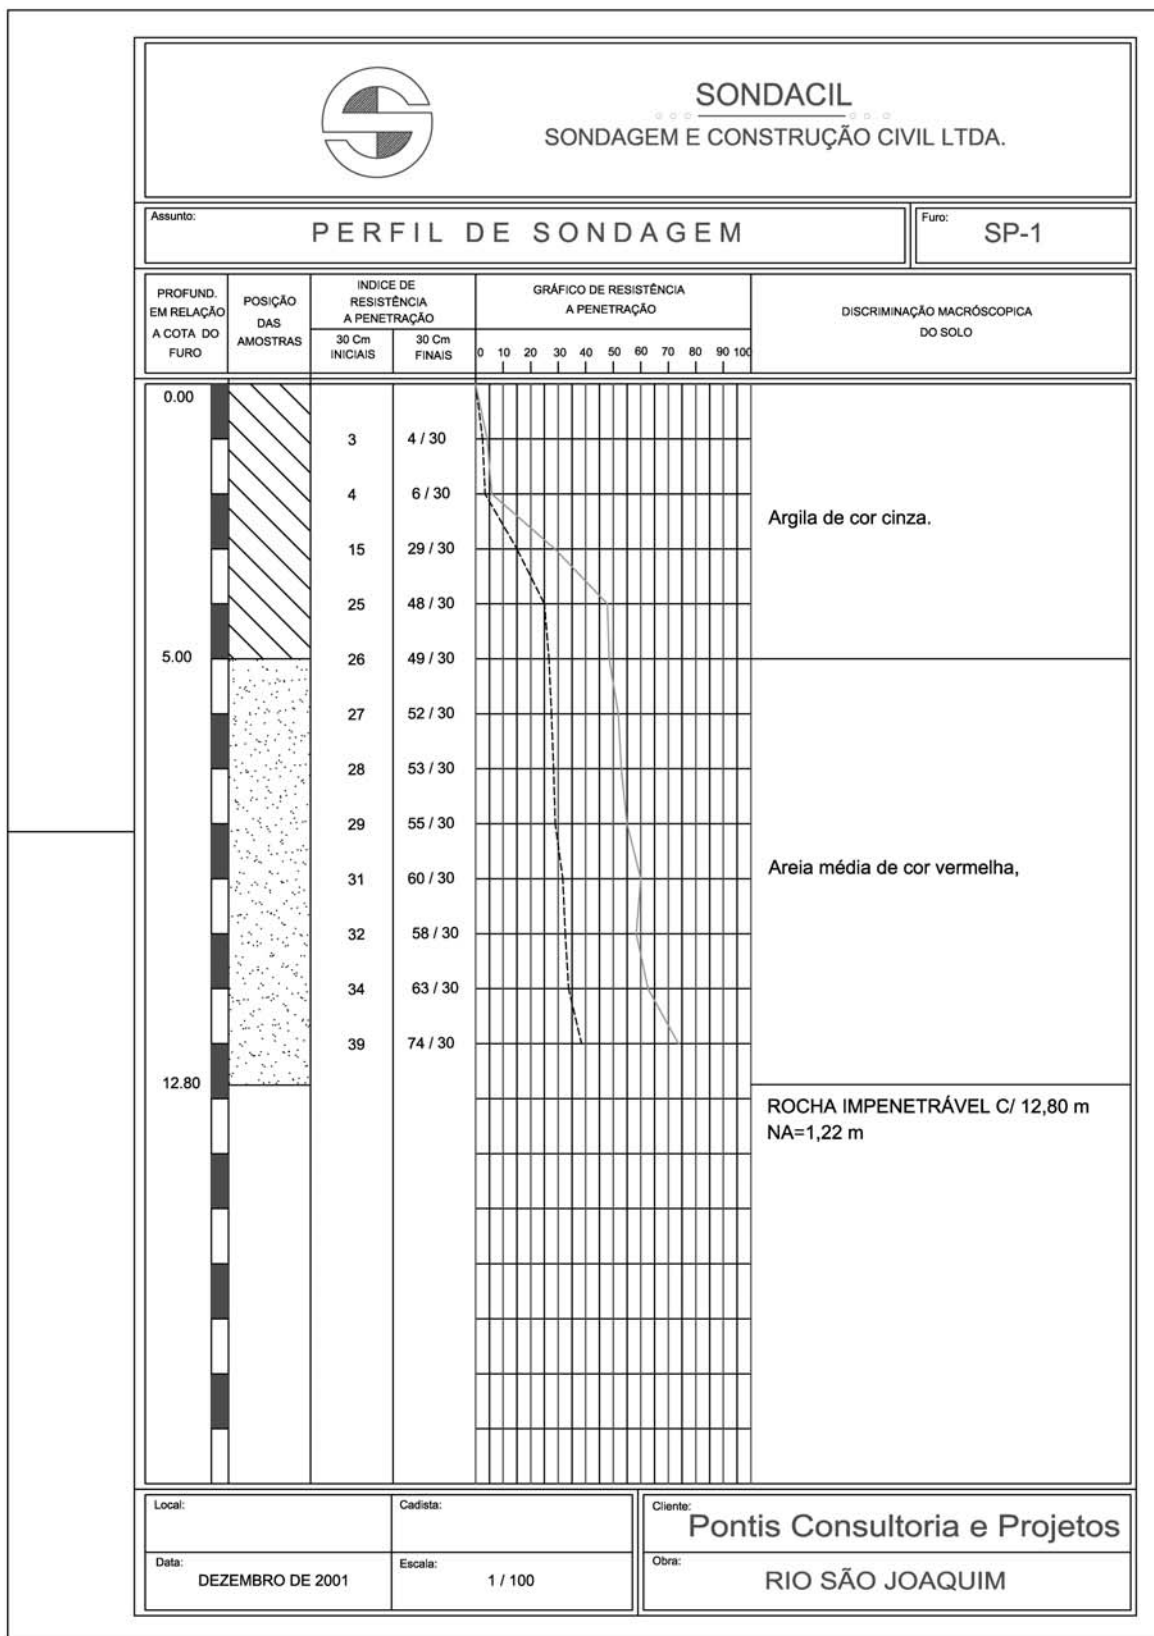 SONDACIL
SONDAGEM E CONSTRUÇÃO CIVIL LTDA.
Assunto:
PERFIL DE SONDAGEM
Furo:
SP-1
PROFUND.
EM RELAÇÃO
A COTA DO
FURO
POSIÇÃO
DAS
AMOSTRAS
INDICE DE
RESISTÊNCIA
A PENETRAÇÃO
30 Cm
INICIAIS
30 Cm
FINAIS
GRÁFICO DE RESISTÊNCIA
A PENETRAÇÃO
0 10 20 30 40 50 60 70 80 90 100
DISCRIMINAÇÃO MACRÓSCOPICA
DO SOLO
0.00
3 4 / 30
4 6 / 30
Argila de cor cinza.
15 29 / 30
25 48 / 30
5.00 26 49 / 30
27 52 / 30
28 53 / 30
29 55 / 30
Areia média de cor vermelha,
31 60 / 30
32 58 / 30
34 63 / 30
39 74 / 30
12.80
ROCHA IMPENETRÁVEL C/ 12,80 m
NA=1,22 m
Local:
Cadista:
Cliente:
Pontis Consultoria e Projetos
Data:
DEZEMBRO DE 2001
Escala:
1 / 100
Obra:
RIO SÃO JOAQUIM